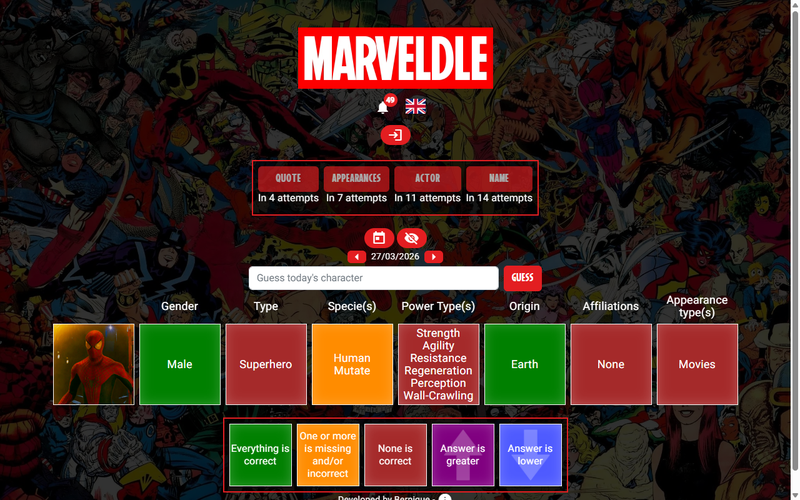 MARVELDLE
49
QUOTE APPEARANCES ACTOR NAME
In 4 attempts In 7 attempts In 11 attempts In 14 attempts
27/03/2026
Guess today's character GUESS
Gender Type Specie(s) Power Type(s) Origin Affiliations Appearance
type(s)
Male
Superhero
Human
Mutate
Strength
Agility
Resistance
Regeneration
Perception
Wall-Crawling
Earth
None
Movies
Everything is
correct
One or more
is missing
and/or
incorrect
None is
correct
Answer is
greater
Answer is
lower
Developed by Bernique -